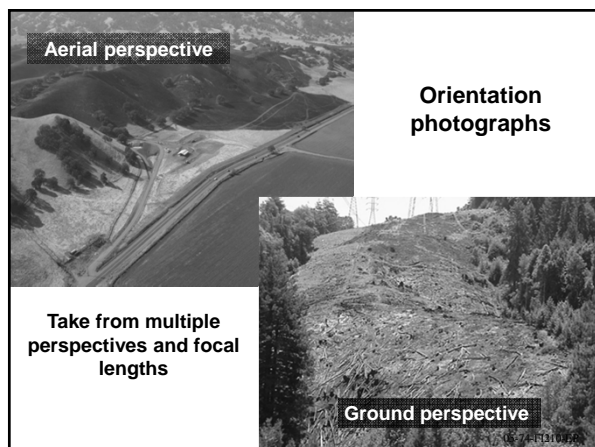 Aerial perspective
Orientation
photographs
Take from multiple
perspectives and focal
lengths
Ground perspective